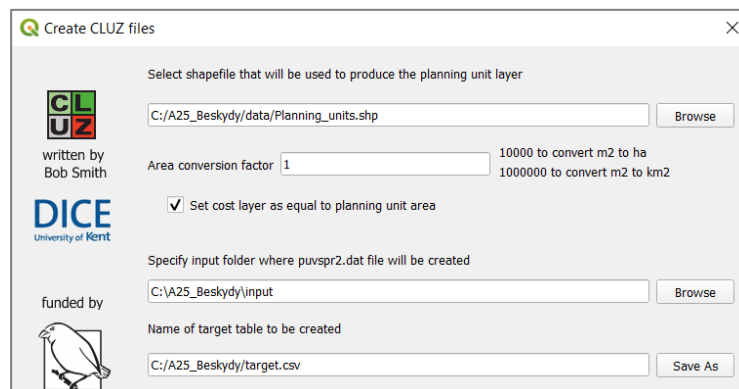 Create CLUZ files
Select shapefile that will be used to produce the planning unit layer
C:/A25_Beskydy/data/Planning_units.shp
Browse
CL
UZ
written by
Bob Smith
Area conversion factor
1
10000 to convert m2 to ha
1000000 to convert m2 to km2
Set cost layer as equal to planning unit area
DICE
University of Kent
Specify input folder where puvspr2.dat file will be created
C:\A25_Beskydy\input
Browse
funded by
Name of target table to be created
C:/A25_Beskydy/target.csv
Save As